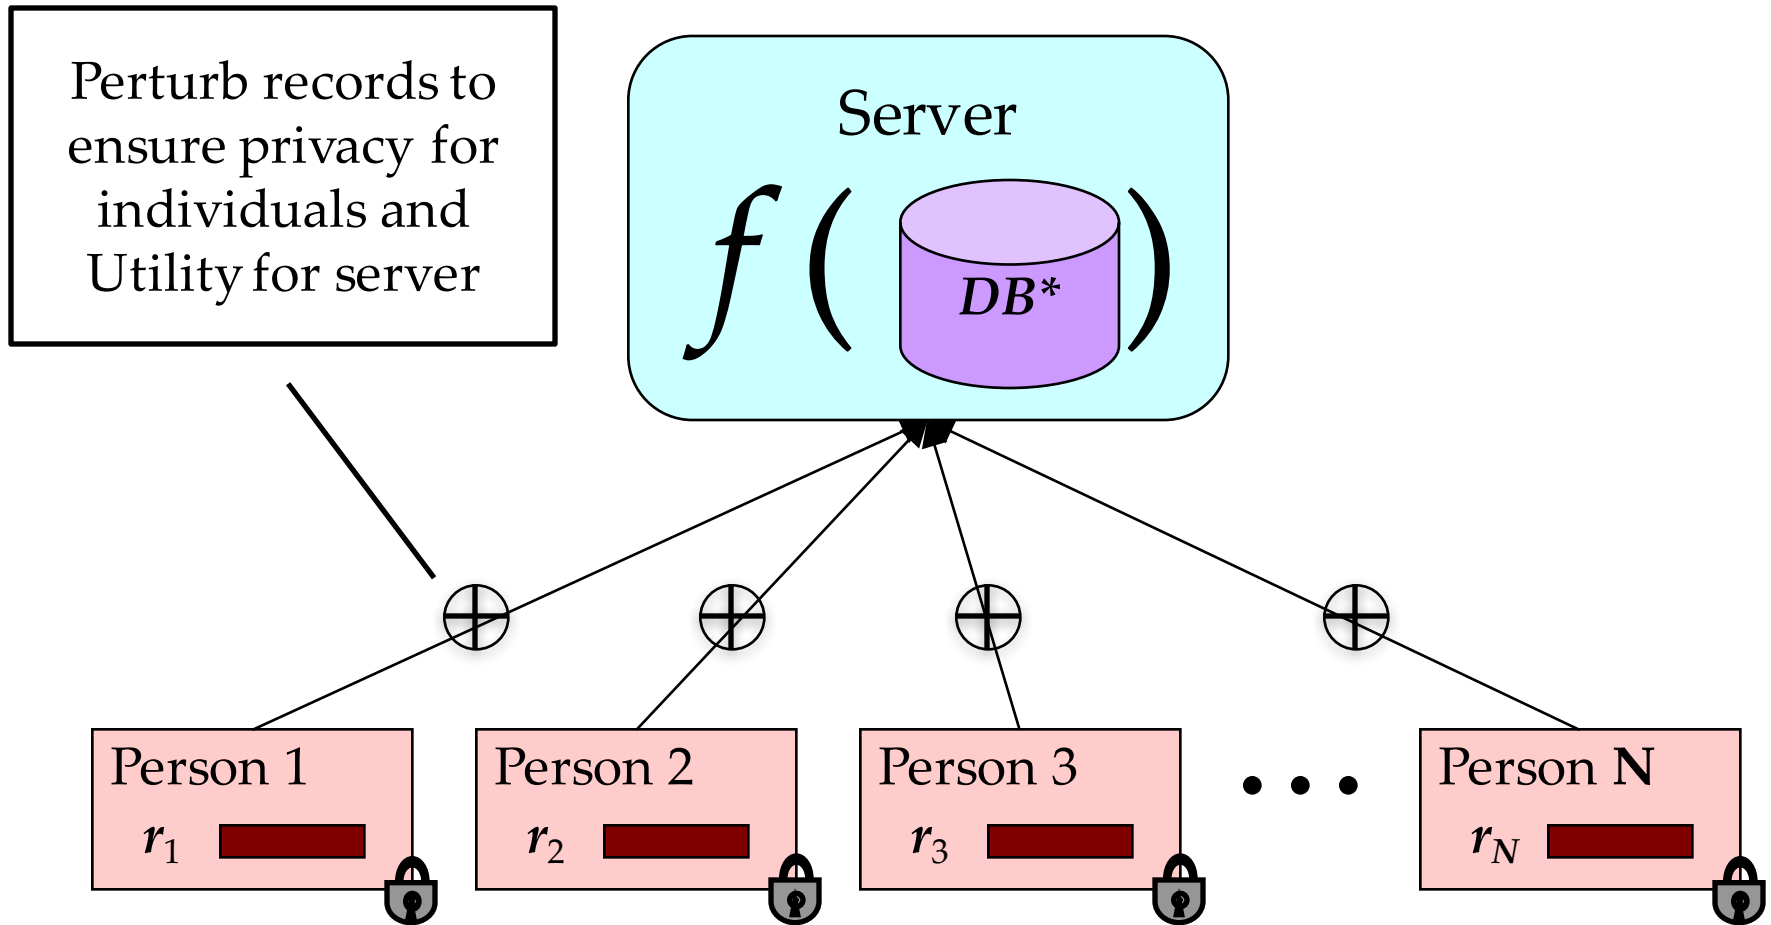 Perturb records to
ensure privacy for
individuals and
Utility for server
Server
f ( DB* )
Person 1
r1
Person 2
r2
Person 3
r3
• • •
Person N
rN